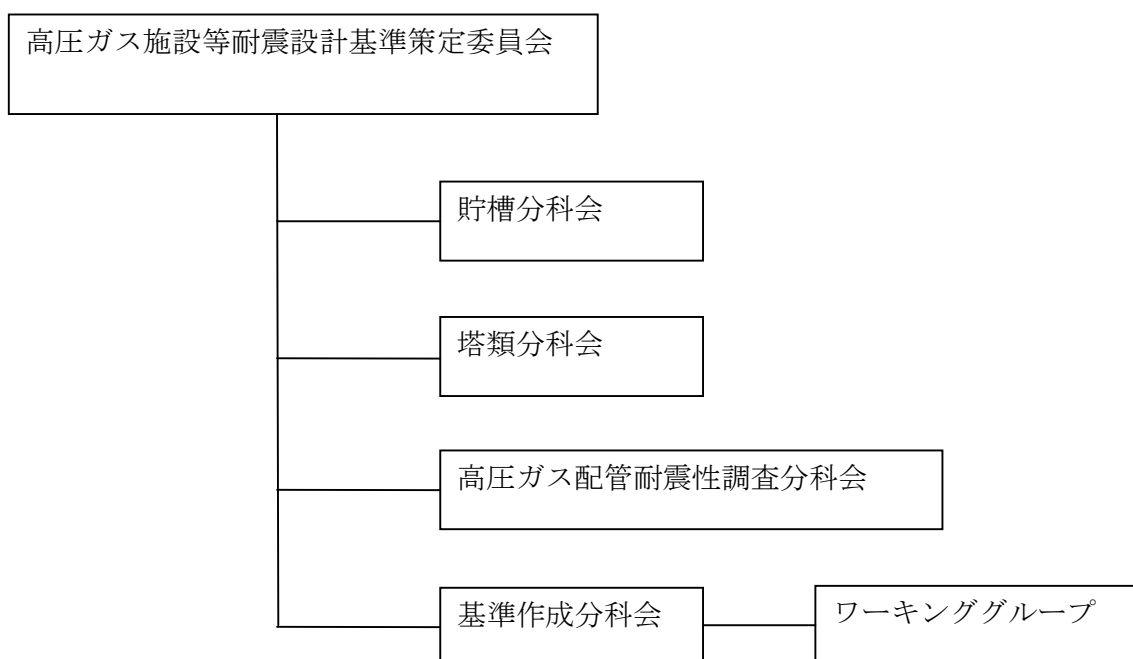 高圧ガス施設等耐震設計基準策定委員会
貯槽分科会
塔類分科会
高圧ガス配管耐震性調査分科会
基準作成分科会
ワーキンググループ